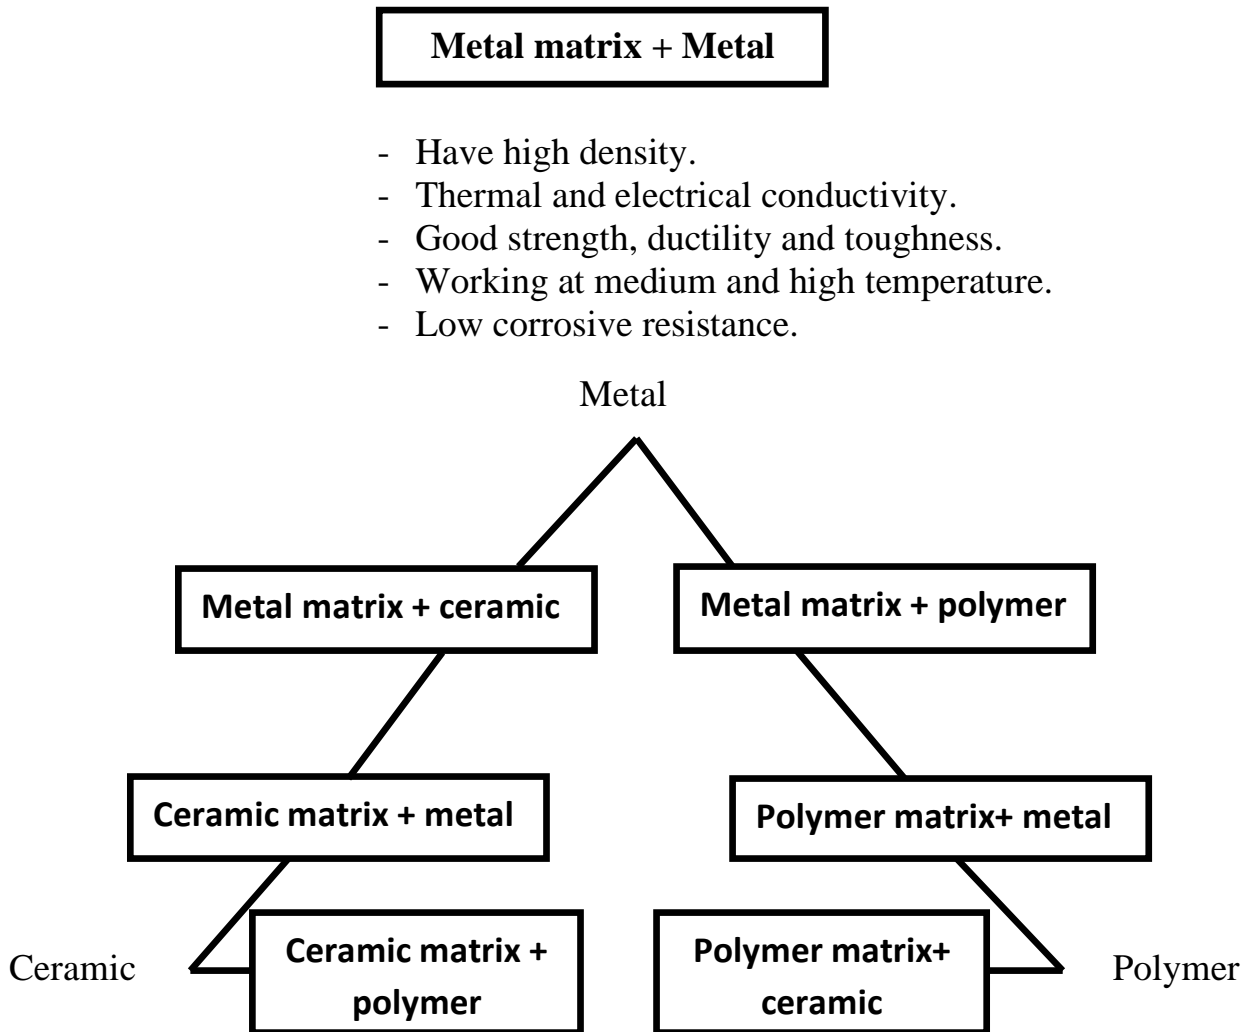 Metal matrix + Metal
- Have high density.
- Thermal and electrical conductivity.
- Good strength, ductility and toughness.
- Working at medium and high temperature.
- Low corrosive resistance.
Metal
Metal matrix + ceramic
Metal matrix + polymer
Ceramic matrix + metal
Polymer matrix+ metal
Ceramic
Ceramic matrix +
polymer
Polymer matrix+
ceramic
Polymer